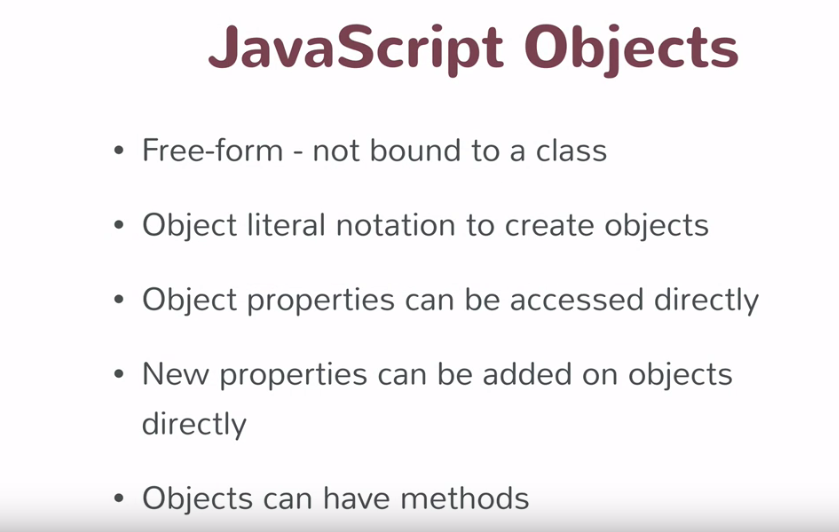 JavaScript Objects
• Free-form - not bound to a class
• Object literal notation to create objects
• Object properties can be accessed directly
• New properties can be added on objects
directly
• Objects can have methods